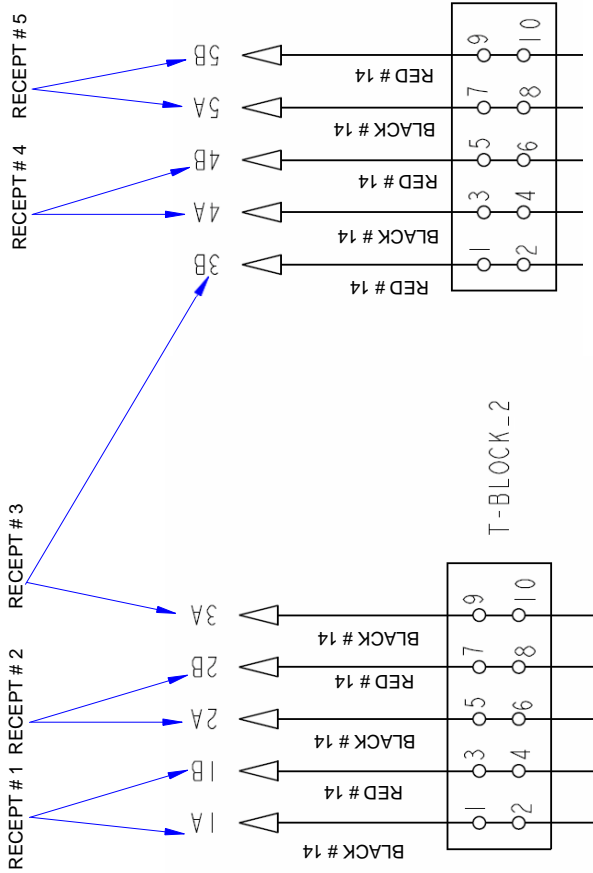 RECEPT # 1
RECEPT # 2
RECEPT # 3
RECEPT # 4
RECEPT # 5
1A
1B
2A
2B
3A
3B
4A
4B
5A
5B
BLACK # 14
RED # 14
BLACK # 14
RED # 14
BLACK # 14
RED # 14
BLACK # 14
RED # 14
BLACK # 14
RED # 14
1
3
5
7
9
2
4
6
8
10
T-BLOCK_2
1
3
5
7
9
2
4
6
8
10